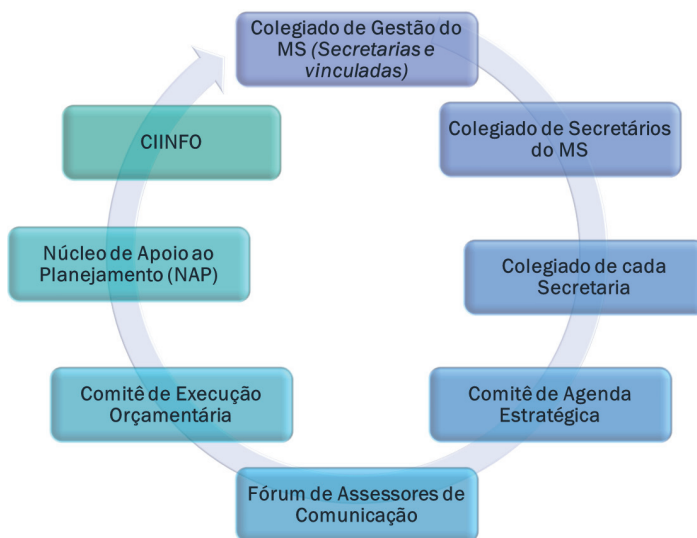 Colegiado de Gestão do
MS (Secretarias e
vinculadas)
Colegiado de Secretários
do MS
Colegiado de cada
Secretaria
Comitê de Agenda
Estratégica
Fórum de Assessores de
Comunicação
Comitê de Execução
Orçamentária
Núcleo de Apoio ao
Planejamento (NAP)
CIINFO